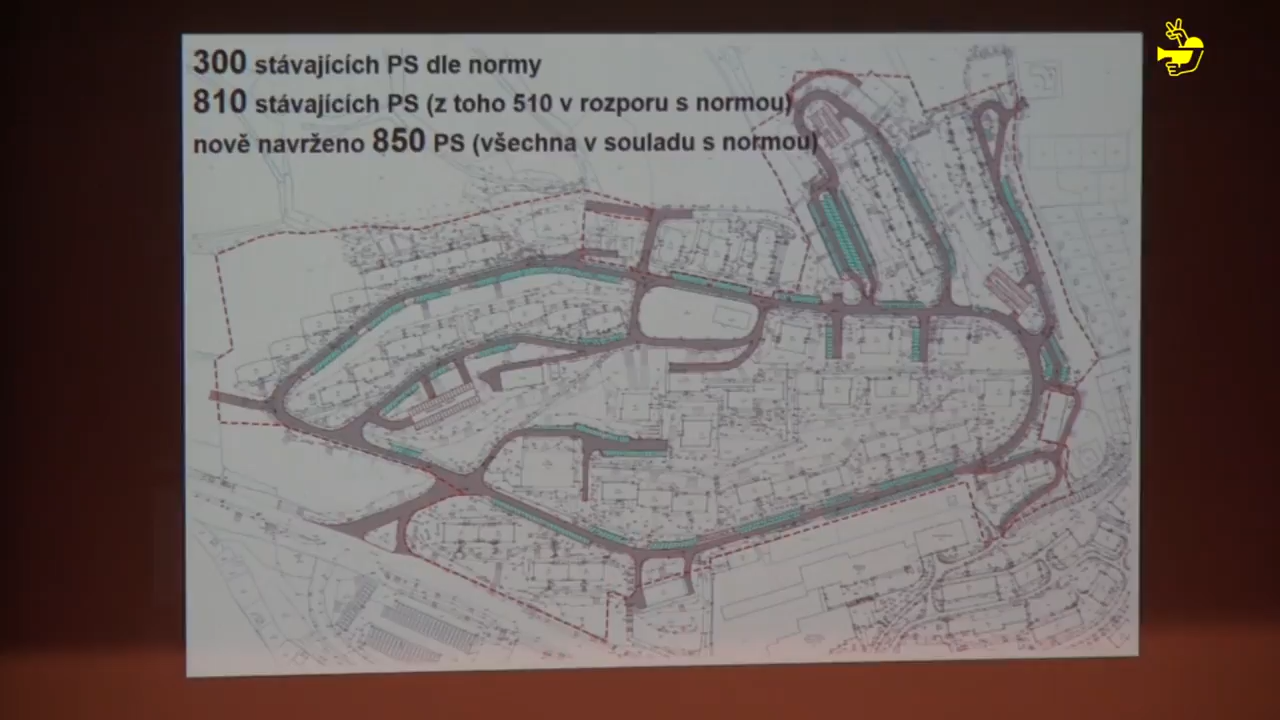 300 stávajících PS dle normy
810 stávajících PS (z toho 510 v rozporu s normou)
nově navrženo 850 PS (všechna v souladu s normou)